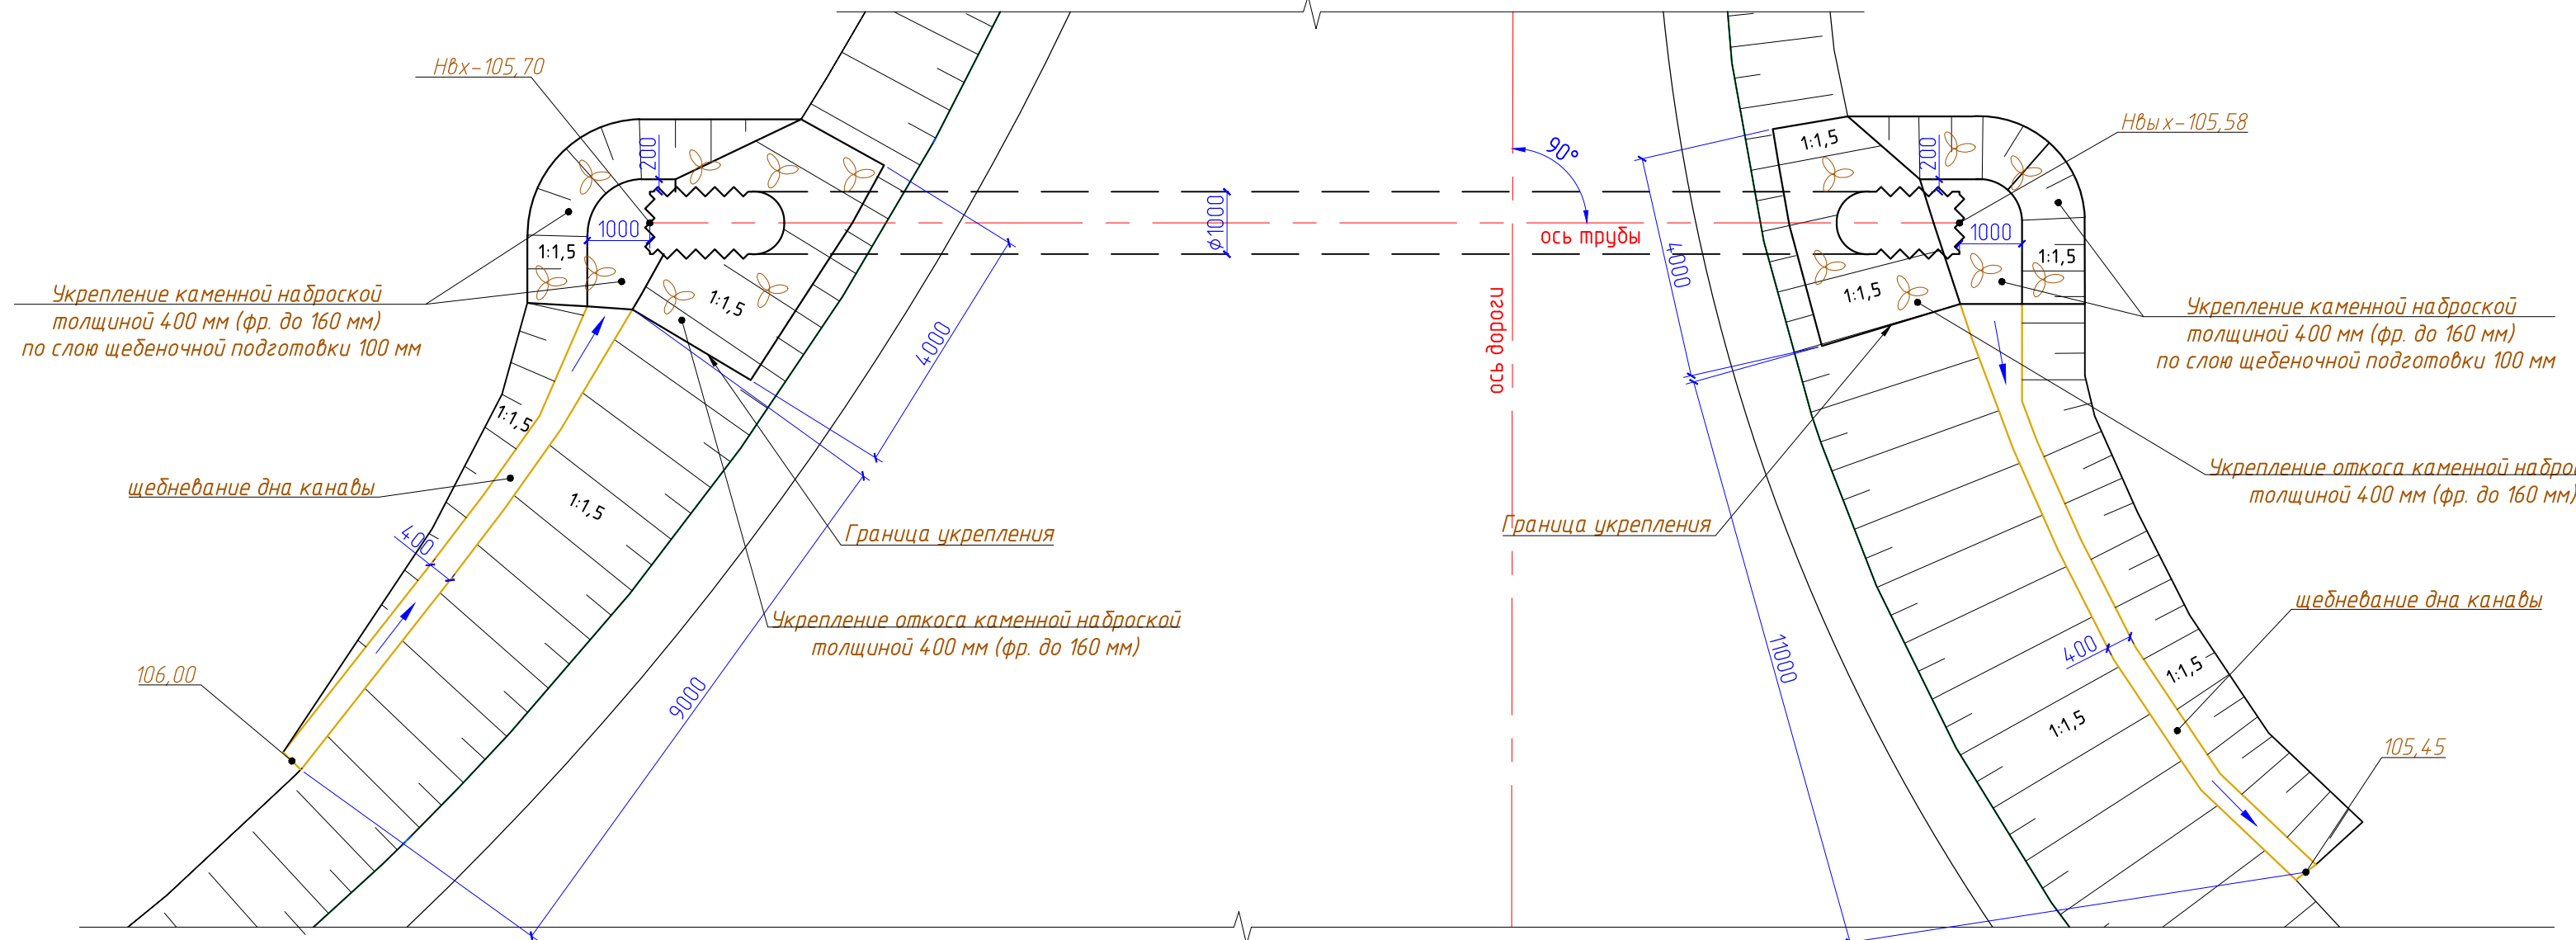 Нвх-105,70
Нвых-105,58
200
1:1,5
200
90°
1000
1:1,5
ϕ1000
ось трубы
4000
1000
1:1,5
Укрепление каменной наброской
толщиной 400 мм (фр. до 160 мм)
по слою щебеночной подготовки 100 мм
1:1,5
4000
ось дороги
1:1,5
Укрепление каменной наброской
толщиной 400 мм (фр. до 160 мм)
по слою щебеночной подготовки 100 мм
1:1,5
щебневание дна канавы
1:1,5
400
Граница укрепления
Граница укрепления
Укрепление откоса каменной набро
толщиной 400 мм (фр. до 160 мм)
Укрепление откоса каменной наброской
толщиной 400 мм (фр. до 160 мм)
щебневание дна канавы
106,00
9000
11000
400
1:1,5
1:1,5
105,45